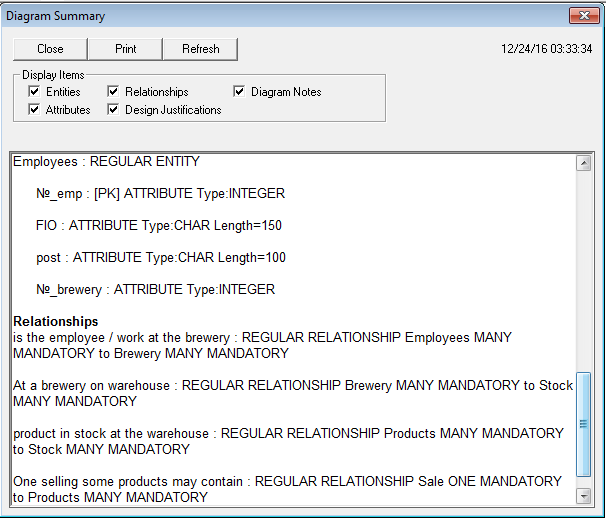 Diagram Summary
Close Print Refresh 12/24/16 03:33:34
Display Items
Entities Relationships Diagram Notes
Attributes Design Justifications
Employees : REGULAR ENTITY
№_emp : [PK] ATTRIBUTE Type:INTEGER
FIO : ATTRIBUTE Type:CHAR Length=150
post : ATTRIBUTE Type:CHAR Length=100
№_brewery : ATTRIBUTE Type:INTEGER
Relationships
is the employee / work at the brewery : REGULAR RELATIONSHIP Employees MANY
MANDATORY to Brewery MANY MANDATORY
At a brewery on warehouse : REGULAR RELATIONSHIP Brewery MANY MANDATORY to Stock
MANY MANDATORY
product in stock at the warehouse : REGULAR RELATIONSHIP Products MANY MANDATORY
to Stock MANY MANDATORY
One selling some products may contain : REGULAR RELATIONSHIP Sale ONE MANDATORY
to Products MANY MANDATORY